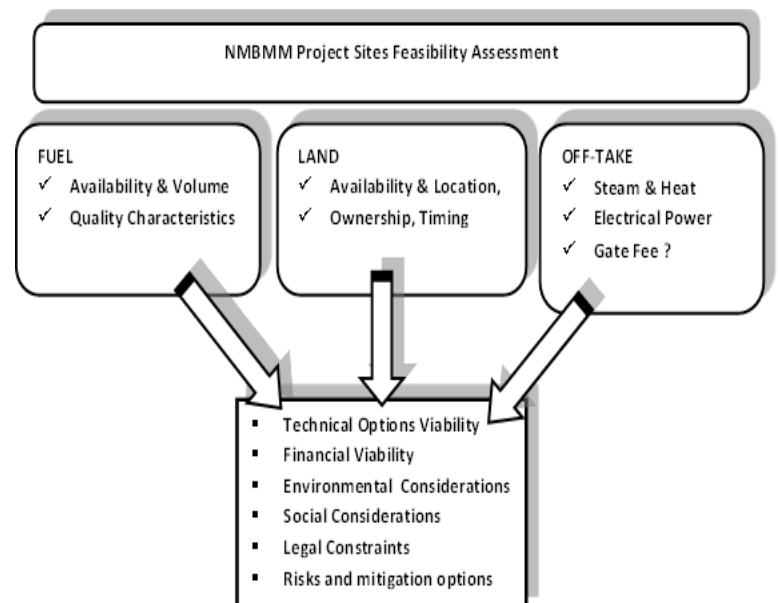 NMBMM Project Sites Feasibility Assessment
FUEL
✓ Availability & Volume
✓ Quality Characteristics
LAND
✓ Availability & Location,
✓ Ownership, Timing
OFF-TAKE
✓ Steam & Heat
✓ Electrical Power
✓ Gate Fee ?
▪ Technical Options Viability
▪ Financial Viability
▪ Environmental Considerations
▪ Social Considerations
▪ Legal Constraints
▪ Risks and mitigation options